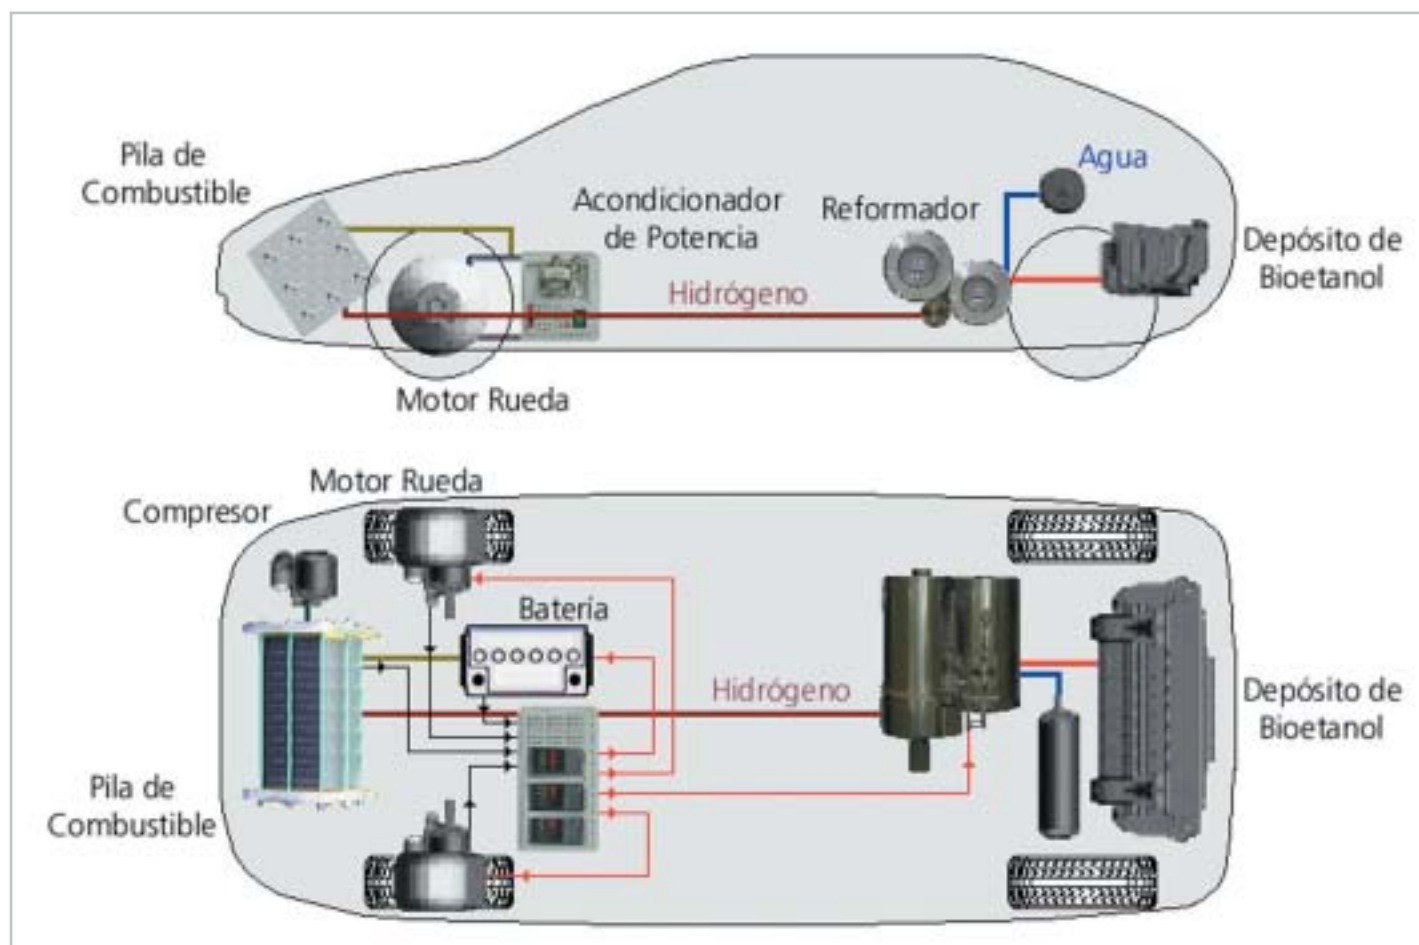 Pila de
Combustible
Acondicionador
de Potencia
Reformador
Agua
Depósito de
Bioetanol
Hidrógeno
Motor Rueda
Motor Rueda
Compresor
Batería
Hidrógeno
Depósito de
Bioetanol
Pila de
Combustible